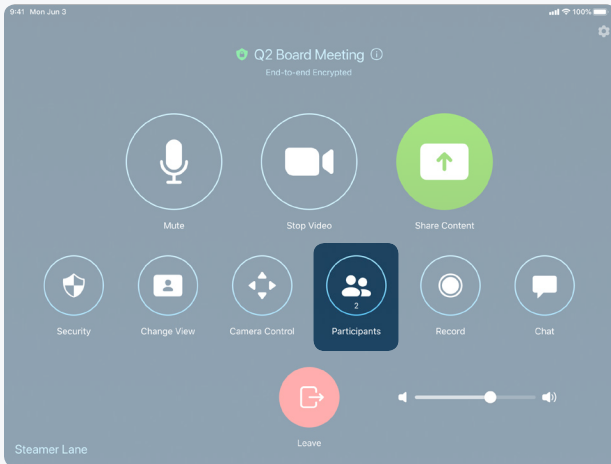 9:41 Mon Jun 3 100%
Q2 Board Meeting
End-to-end Encrypted
Mute Stop Video Share Content
2
Security Change View Camera Control Participants Record Chat
Leave
Steamer Lane